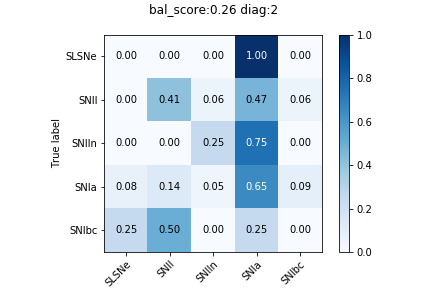 bal_score:0.26 diag:2
1.0
SLSNe 0.00 0.00 0.00 1.00 0.00
0.8
SNII 0.00 0.41 0.06 0.47 0.06
0.6
True label
SNIIn 0.00 0.00 0.25 0.75 0.00
0.4
SNIa 0.08 0.14 0.05 0.65 0.09
0.2
SNIbc 0.25 0.50 0.00 0.25 0.00
0.0
SLSNe SNII SNIIn SNIa SNIbc